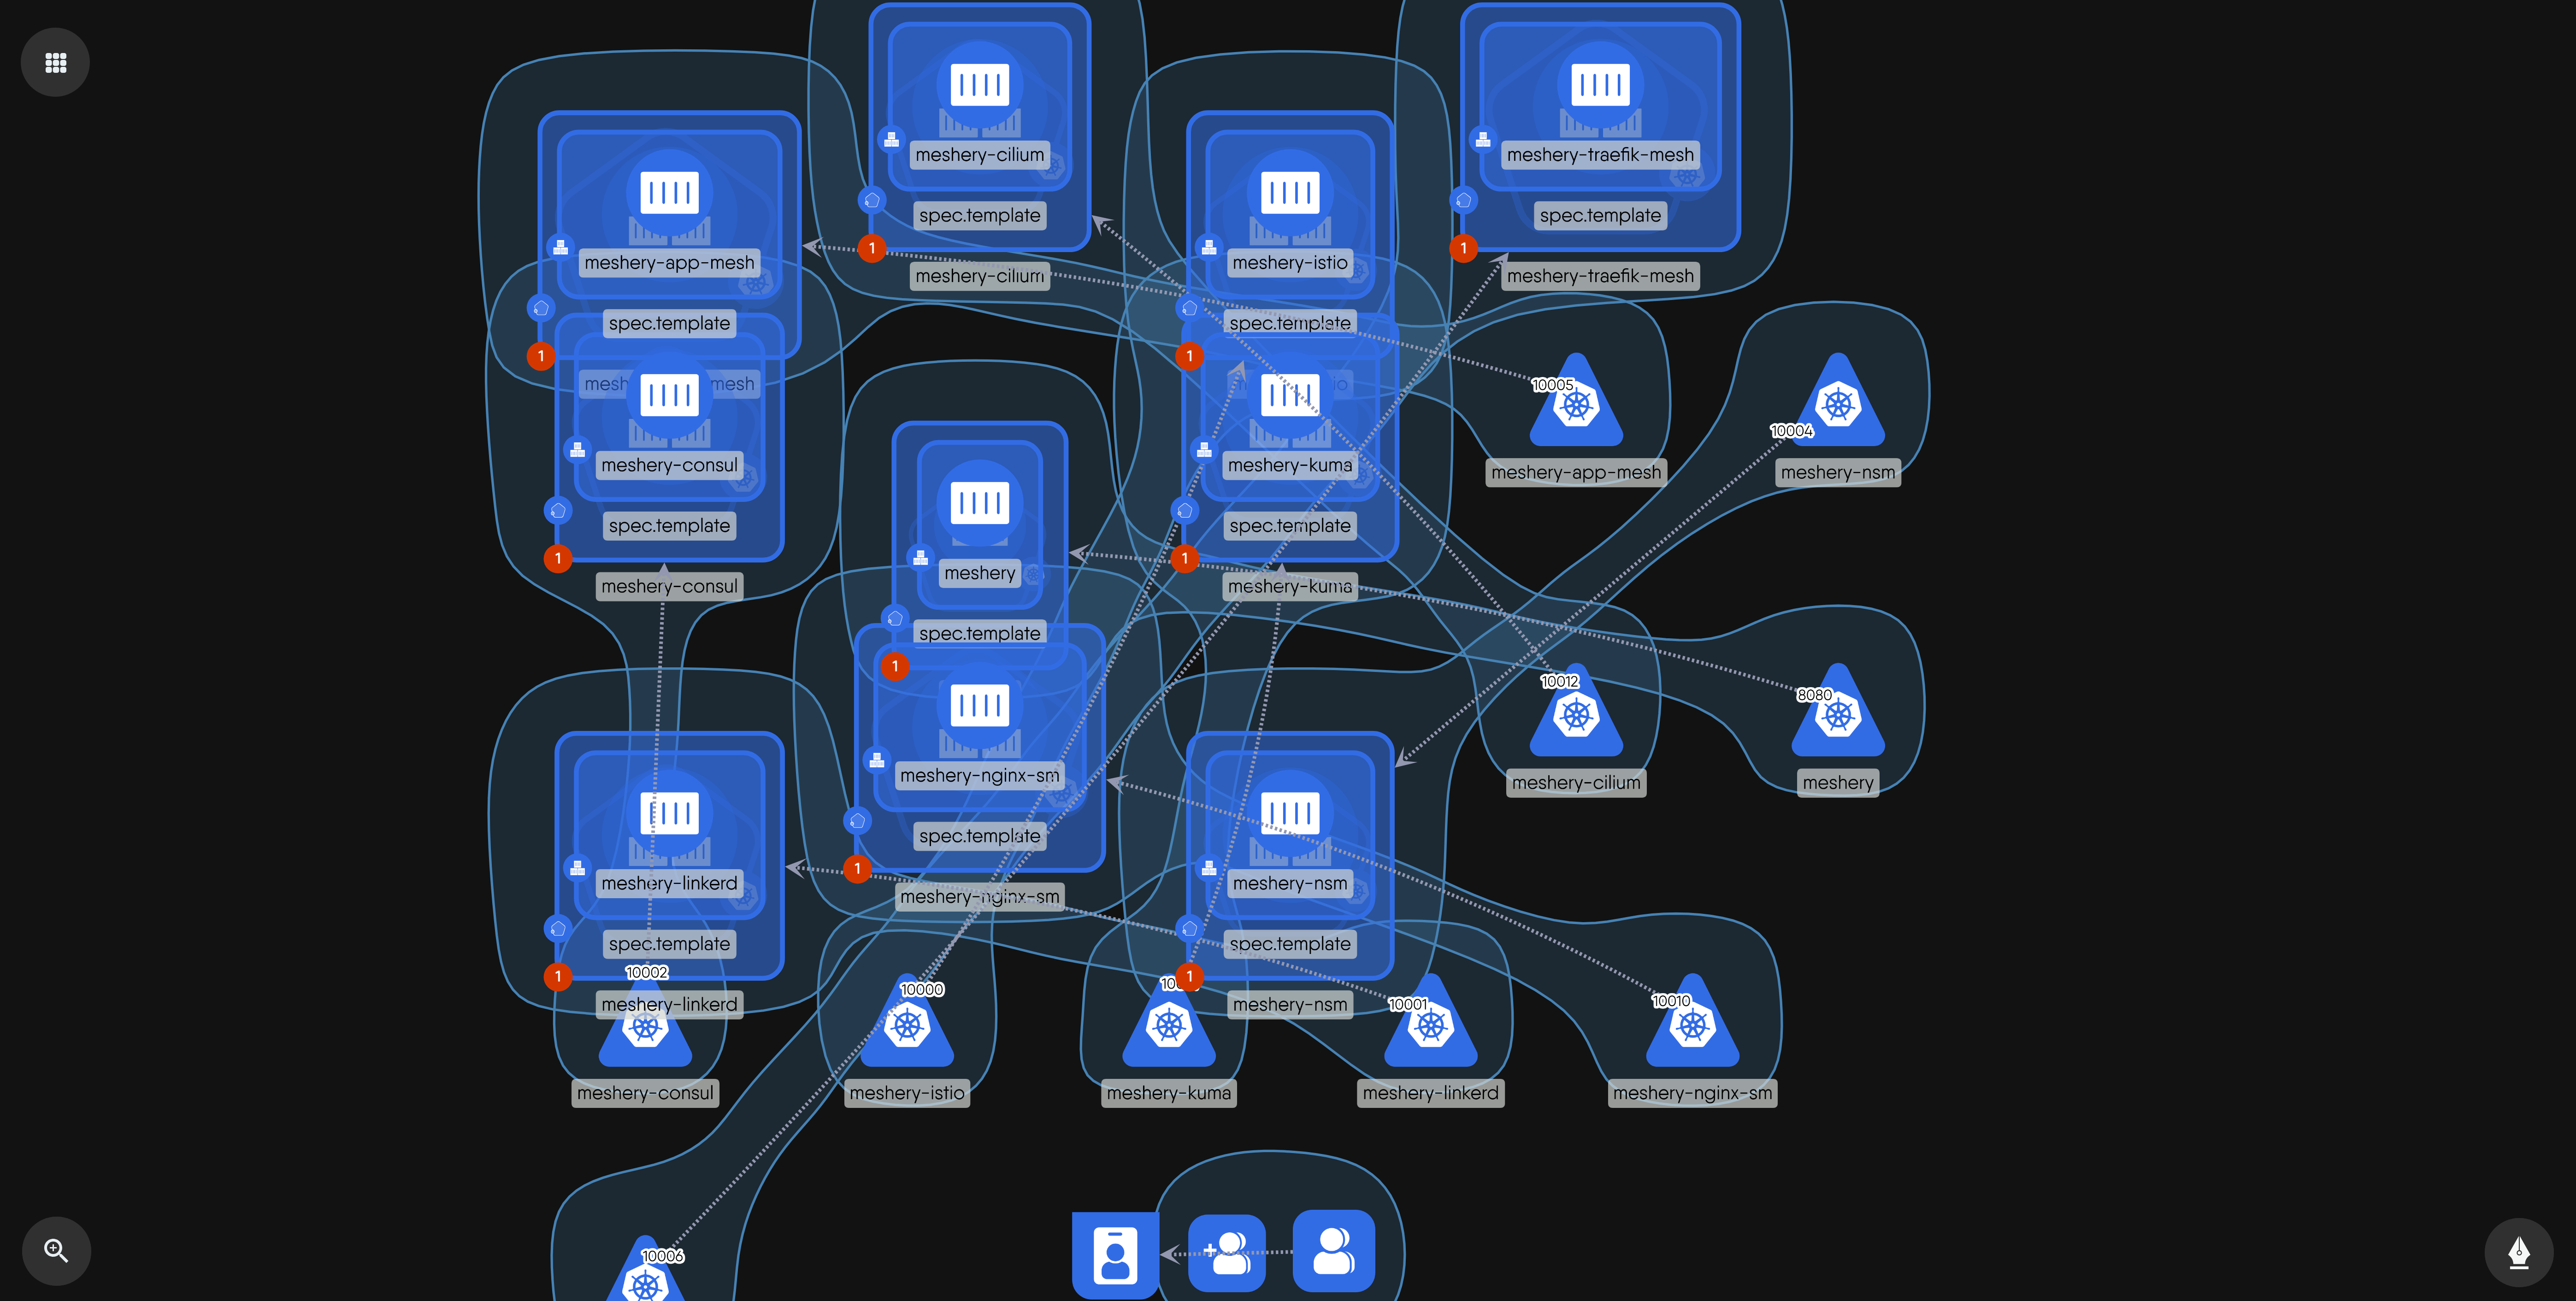 meshery-cilium
spec.template
1
meshery-cilium
meshery-traefik-mesh
spec.template
1
meshery-traefik-mesh
meshery-app-mesh
spec.template
1
meshery-istio
spec.template
1
meshery-consul
spec.template
1
meshery-consul
meshery-kuma
spec.template
1
meshery-kuma
10005
meshery-app-mesh
10004
meshery-nsm
meshery
spec.template
1
meshery-nginx-sm
spec.template
1
meshery-nginx-sm
10012
meshery-cilium
8080
meshery
meshery-linkerd
spec.template
1
meshery-linkerd
meshery-nsm
spec.template
1
meshery-nsm
10002
meshery-consul
10000
meshery-istio
meshery-kuma
10001
meshery-linkerd
10010
meshery-nginx-sm
10006